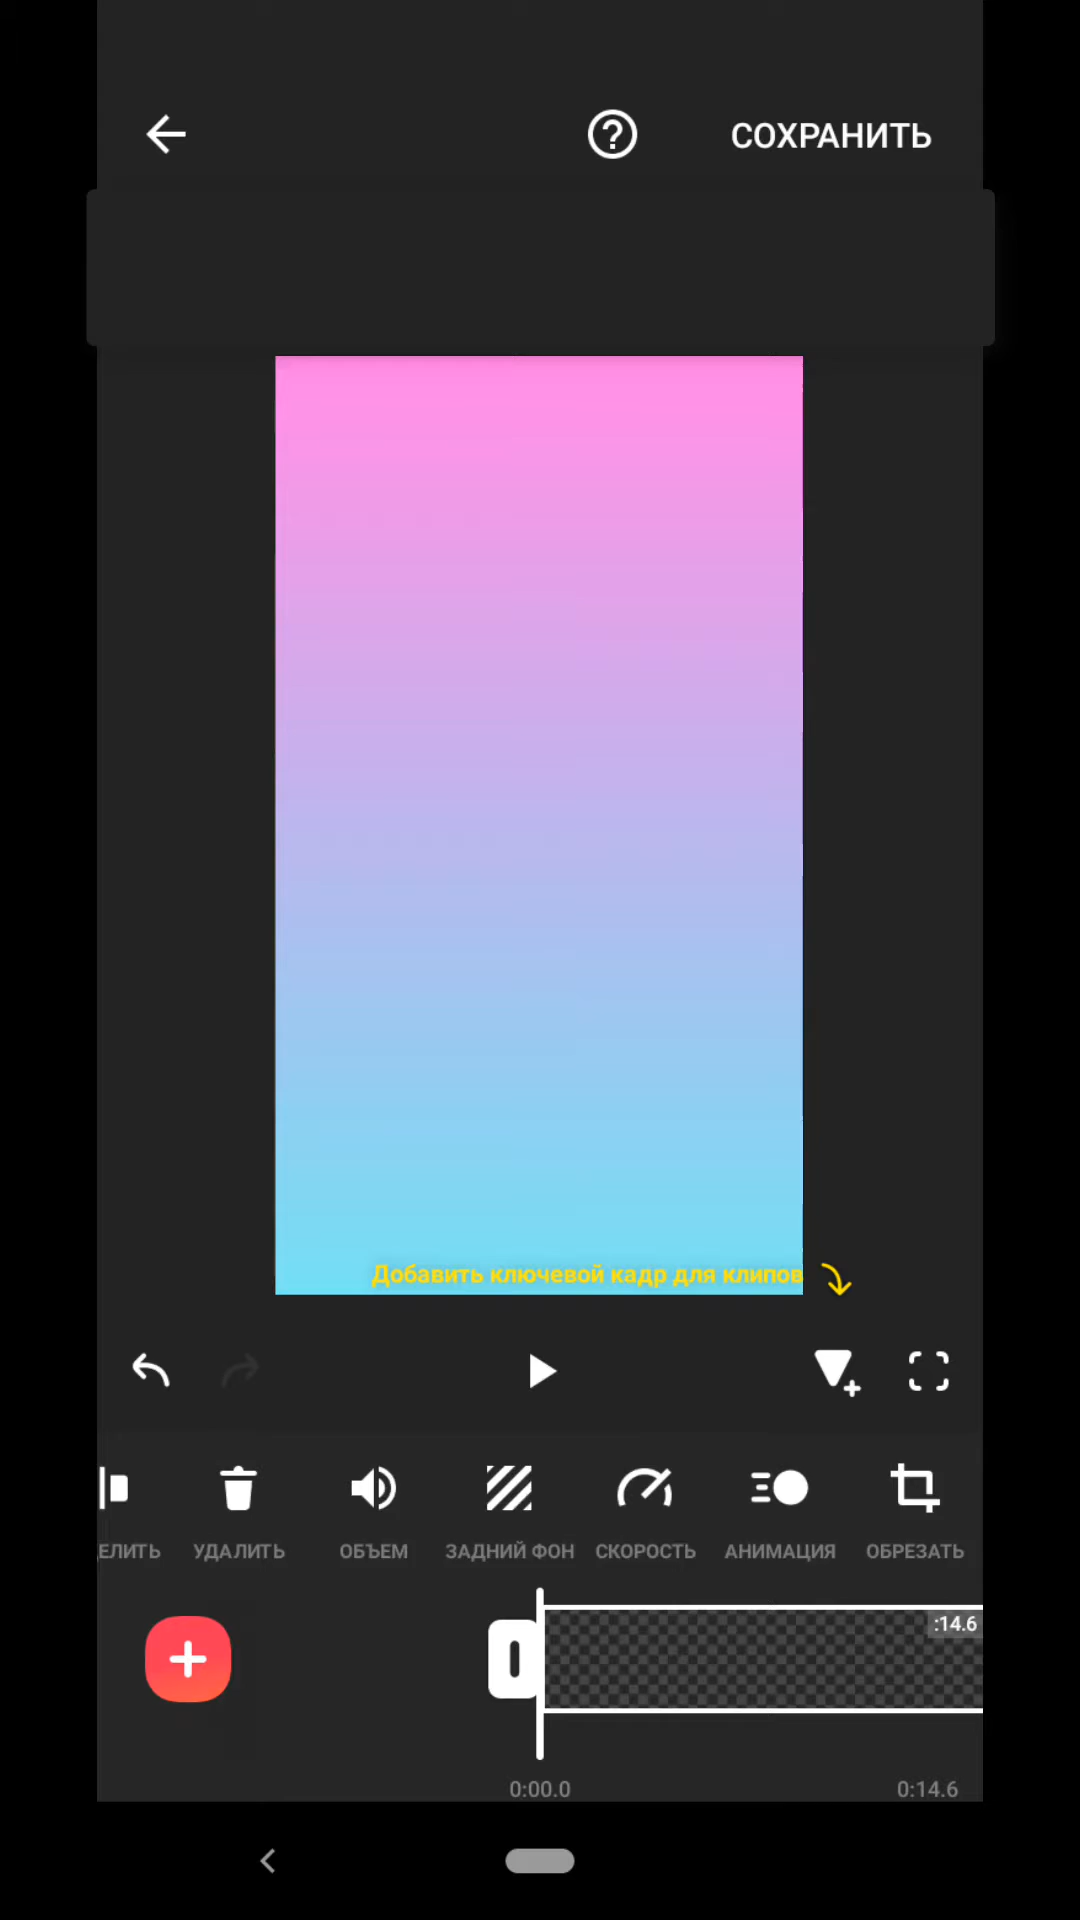 СОХРАНИТЬ
Добавить ключевой кадр для клипов
ЕЛИТЬ
УДАЛИТЬ
ОБЪЕМ
ЗАДНИЙ ФОН
СКОРОСТЬ
АНИМАЦИЯ
ОБРЕЗАТЬ
:14.6
0:00.0
0:14.6